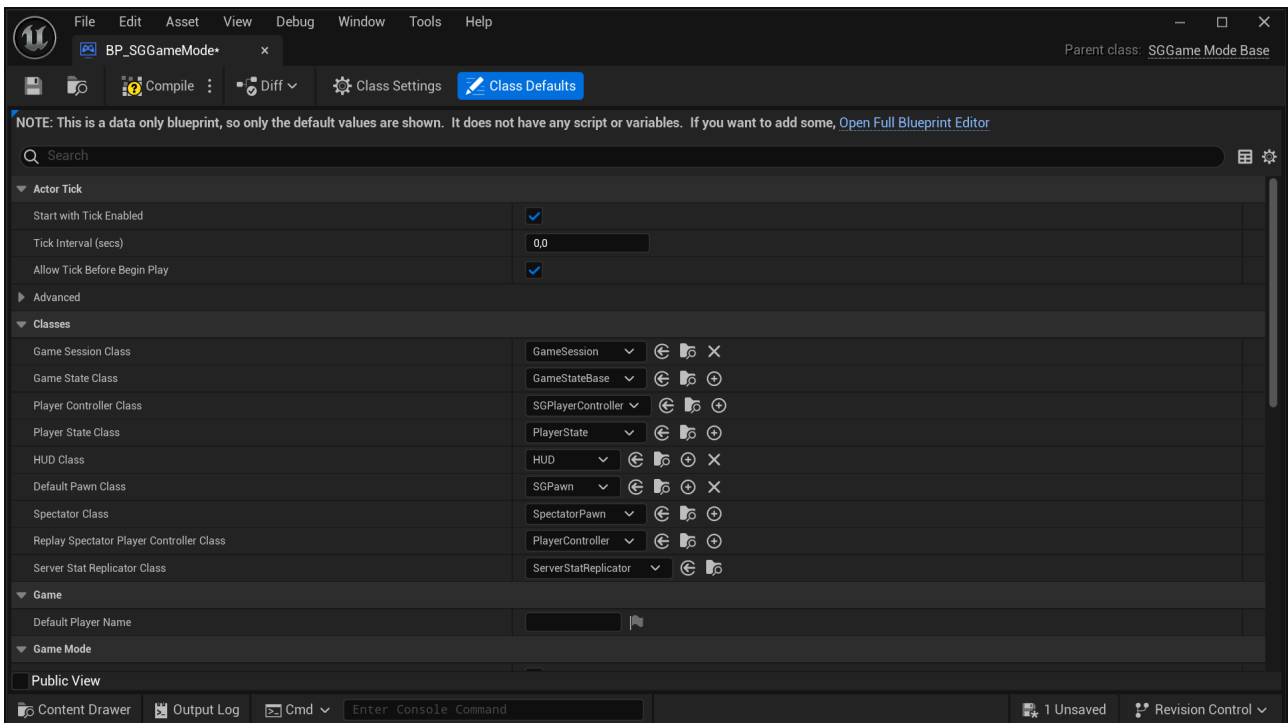 File Edit Asset View Debug Window Tools Help
BP_SGGameMode*
Parent class: SGGame Mode Base
Compile Diff Class Settings Class Defaults
NOTE: This is a data only blueprint, so only the default values are shown. It does not have any script or variables. If you want to add some, Open Full Blueprint Editor
Search
Actor Tick
Start with Tick Enabled
Tick Interval (secs) 0,0
Allow Tick Before Begin Play
Advanced
Classes
Game Session Class GameSession
Game State Class GameStateBase
Player Controller Class SGPlayerController
Player State Class PlayerState
HUD Class HUD
Default Pawn Class SGPawn
Spectator Class SpectatorPawn
Replay Spectator Player Controller Class PlayerController
Server Stat Replicator Class ServerStatReplicator
Game
Default Player Name
Game Mode
Public View
Content Drawer Output Log Cmd Enter Console Command 1 Unsaved Revision Control